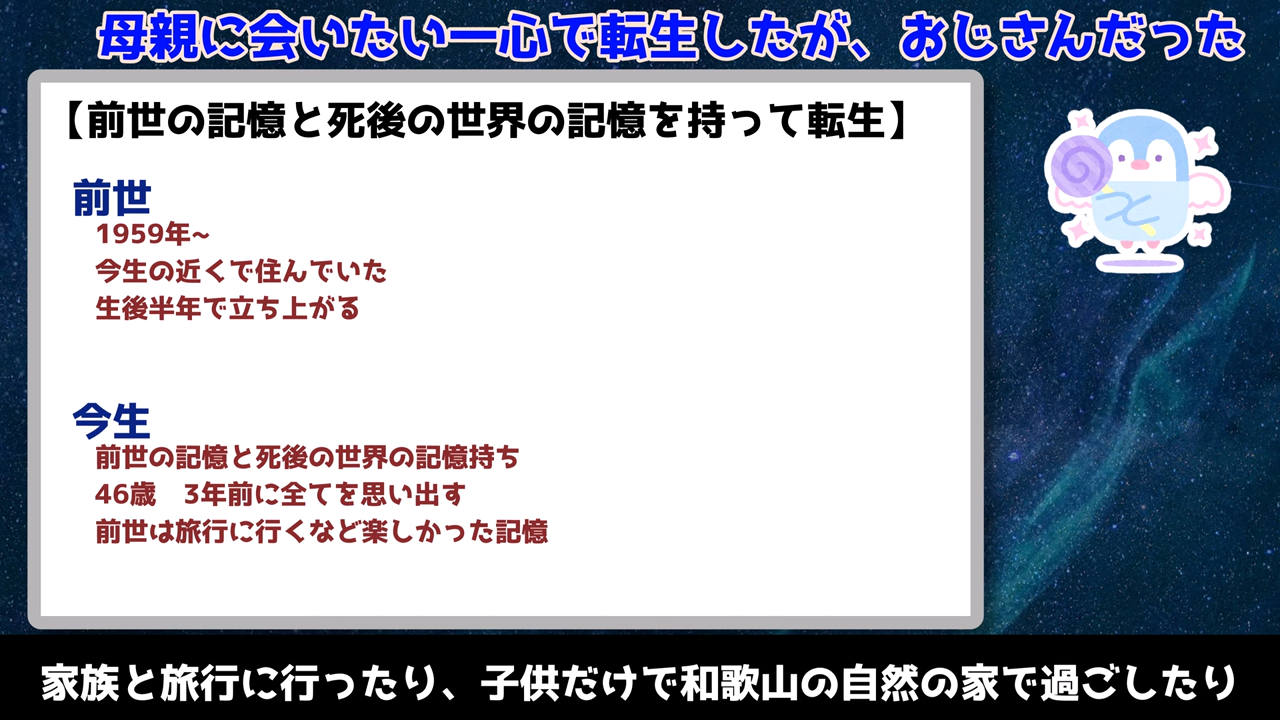 母親に会いたい一心で転生したが、おじさんだった
【前世の記憶と死後の世界の記憶を持って転生】
前世
1959年~
今生の近くで住んでいた
生後半年で立ち上がる
今生
前世の記憶と死後の世界の記憶持ち
46歳　3年前に全てを思い出す
前世は旅行に行くなど楽しかった記憶
家族と旅行に行ったり、子供だけで和歌山の自然の家で過ごしたり